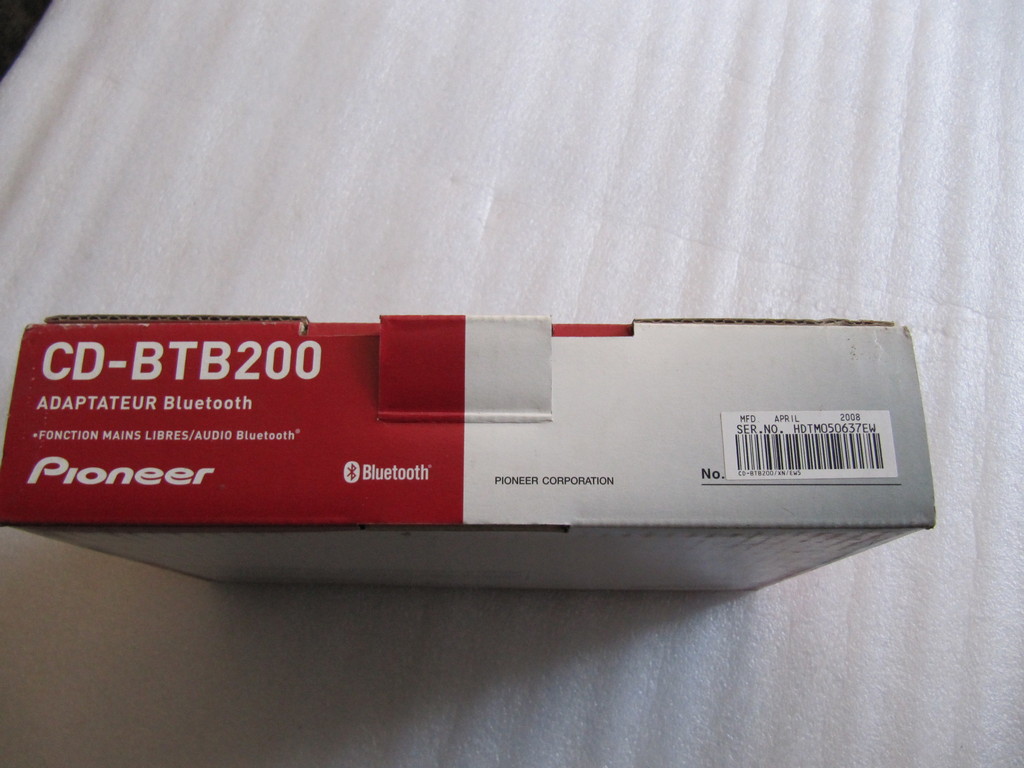 CD-BTB200
ADAPTATEUR Bluetooth
•FONCTION MAINS LIBRES/AUDIO Bluetooth®
Pioneer
Bluetooth®
PIONEER CORPORATION
No.
MFD APRIL 2008
SER.NO. HDTM050637EW
CD-BTB200/XN/EW5